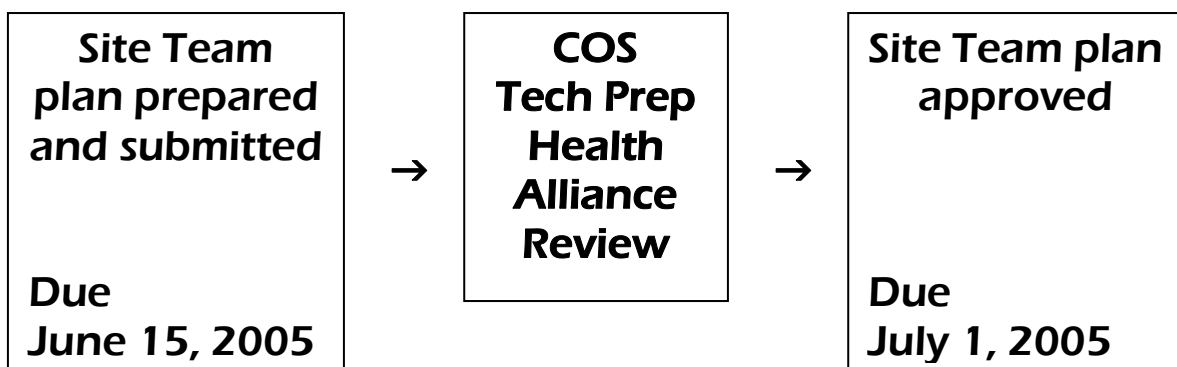 Site Team
plan prepared
and submitted
Due
June 15, 2005
→
COS
Tech Prep
Health
Alliance
Review
→
Site Team plan
approved
Due
July 1, 2005